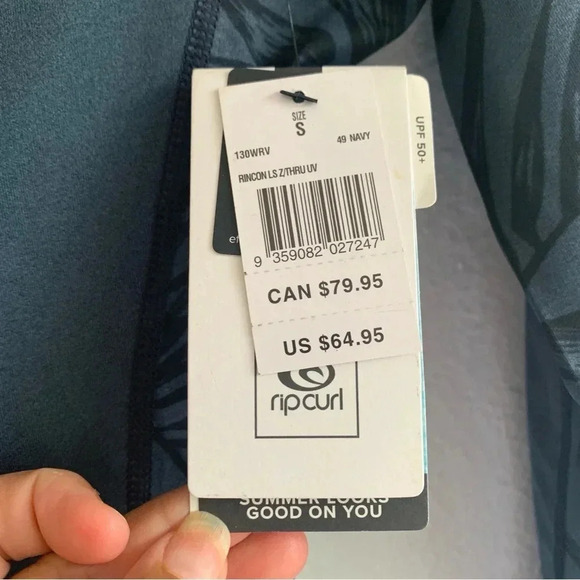 SIZE
S
130WRV 49 NAVY
RINCON LS Z/THRU UV
9 359082 027247
CAN $79.95
US $64.95
ripcurl
UPF 50+
SUMMER LOOKS
GOOD ON YOU